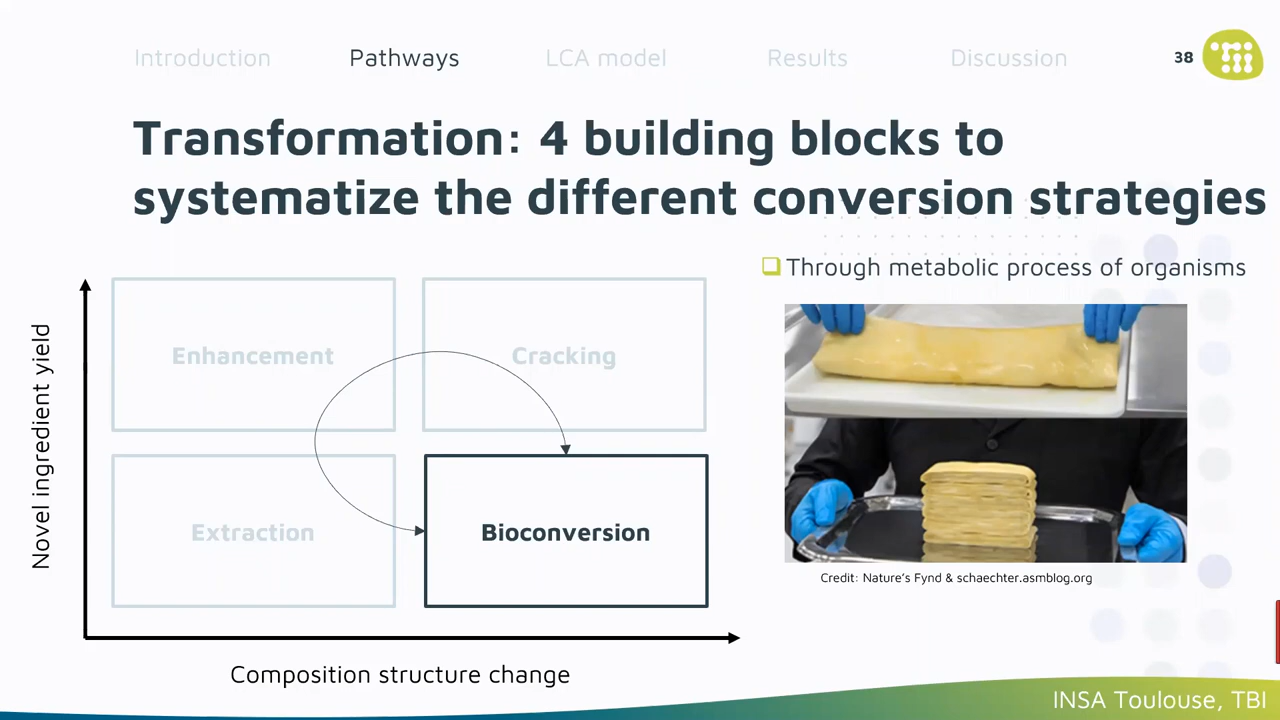 Introduction
Pathways
LCA model
Results
Discussion
38
Transformation: 4 building blocks to
systematize the different conversion strategies
Through metabolic process of organisms
Novel ingredient yield
Enhancement
Cracking
Extraction
Bioconversion
Composition structure change
Credit: Nature's Fynd & schaechter.asmblog.org
INSA Toulouse, TBI